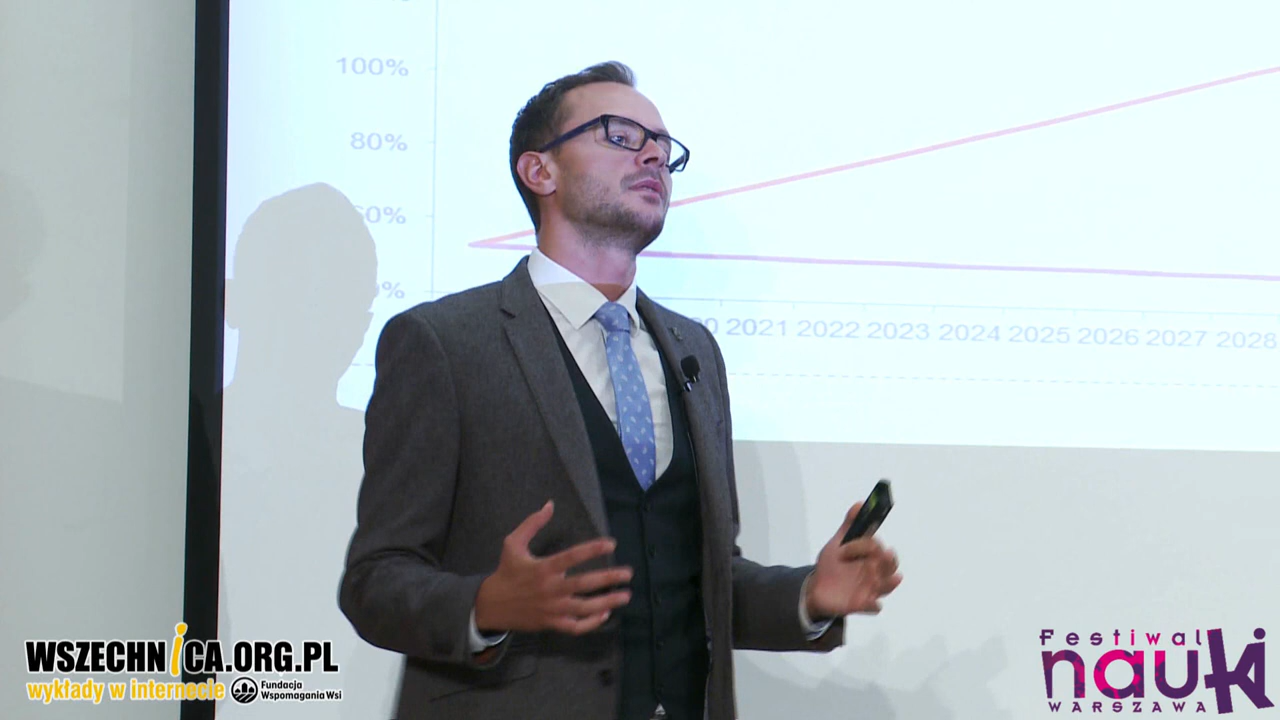 100%
80%
60%
2021 2022 2023 2024 2025 2026 2027 2028
WSZECHNiCA.ORG.PL
wykłady w internecie
Fundacja
Wspomagania Wsi
Festiwal
nauki
WARSZAWA